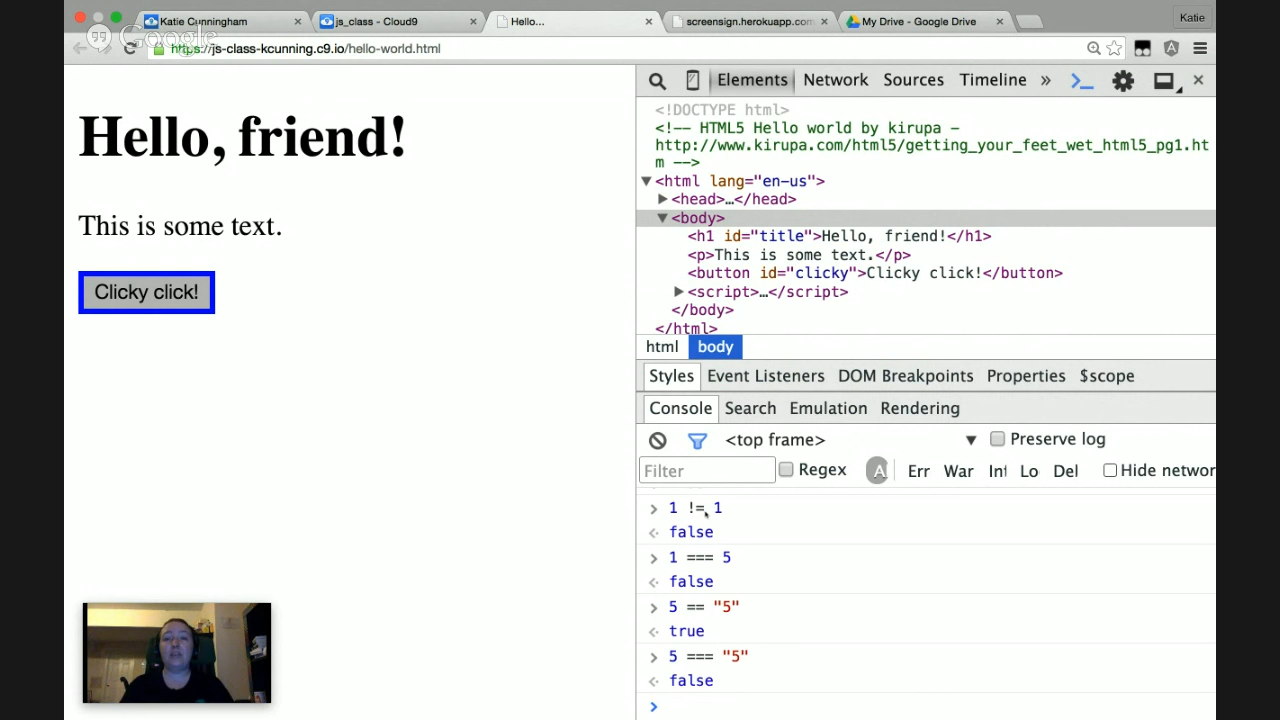 Katie Cunningham
js_class - Cloud9
Hello...
screensign.herokuapp.com
My Drive - Google Drive
Katie
Google
https://js-class-kcunning.c9.io/hello-world.html
Hello, friend!
This is some text.
Clicky click!
Elements Network Sources Timeline »
<!DOCTYPE html>
<!-- HTML5 Hello world by kirupa -
http://www.kirupa.com/html5/getting_your_feet_wet_html5_pg1.ht
m -->
▼<html lang="en-us">
▶<head>…</head>
▼<body>
<h1 id="title">Hello, friend!</h1>
<p>This is some text.</p>
<button id="clicky">Clicky click!</button>
▶<script>…</script>
</body>
</html>
html body
Styles Event Listeners DOM Breakpoints Properties $scope
Console Search Emulation Rendering
<top frame> ▼ Preserve log
Filter Regex A Err War Inf Lo Del Hide networ
> 1 != 1
false
> 1 === 5
false
> 5 == "5"
true
> 5 === "5"
false
>